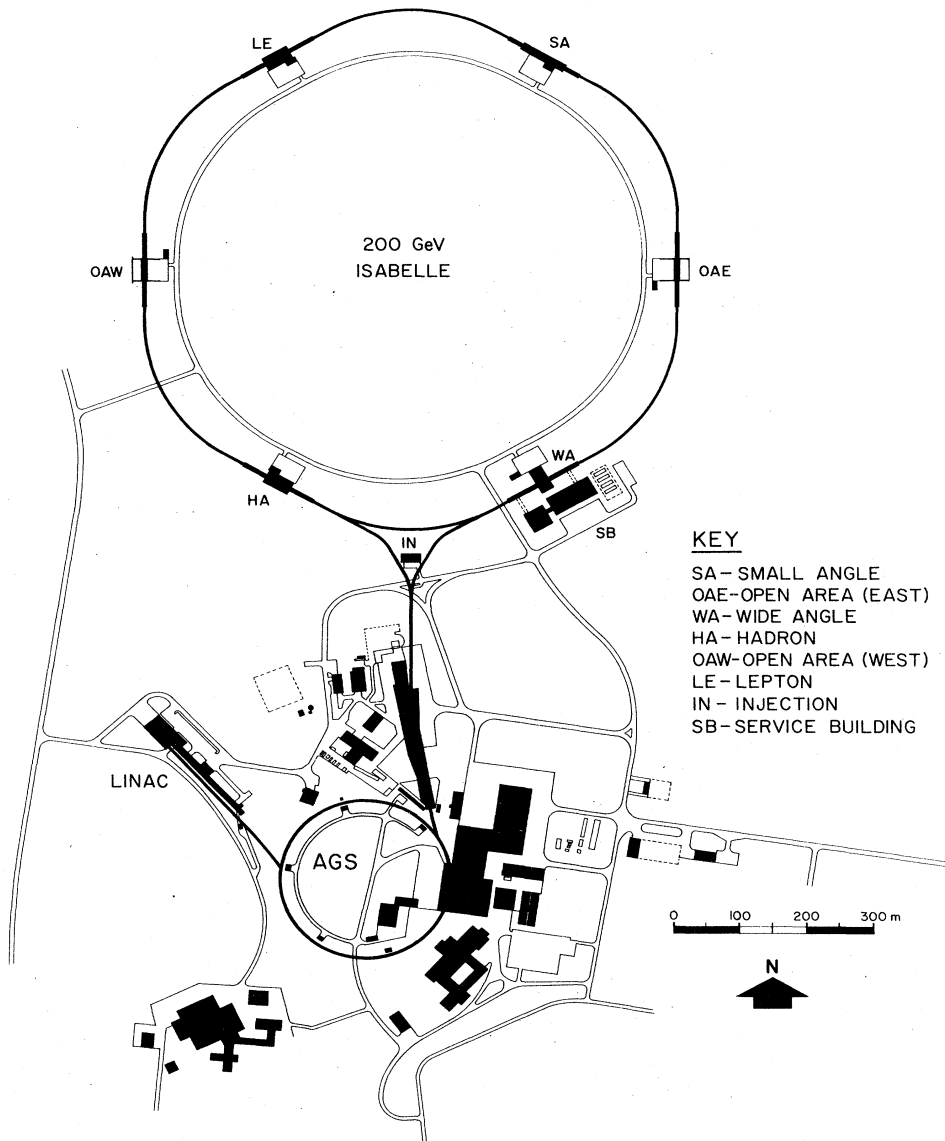 LE
SA
200 GeV
ISABELLE
OAW
OAE
WA
HA
IN
SB
KEY
SA-SMALL ANGLE
OAE-OPEN AREA (EAST)
WA-WIDE ANGLE
HA-HADRON
OAW-OPEN AREA (WEST)
LE-LEPTON
IN-INJECTION
SB-SERVICE BUILDING
LINAC
AGS
0 100 200 300 m
N